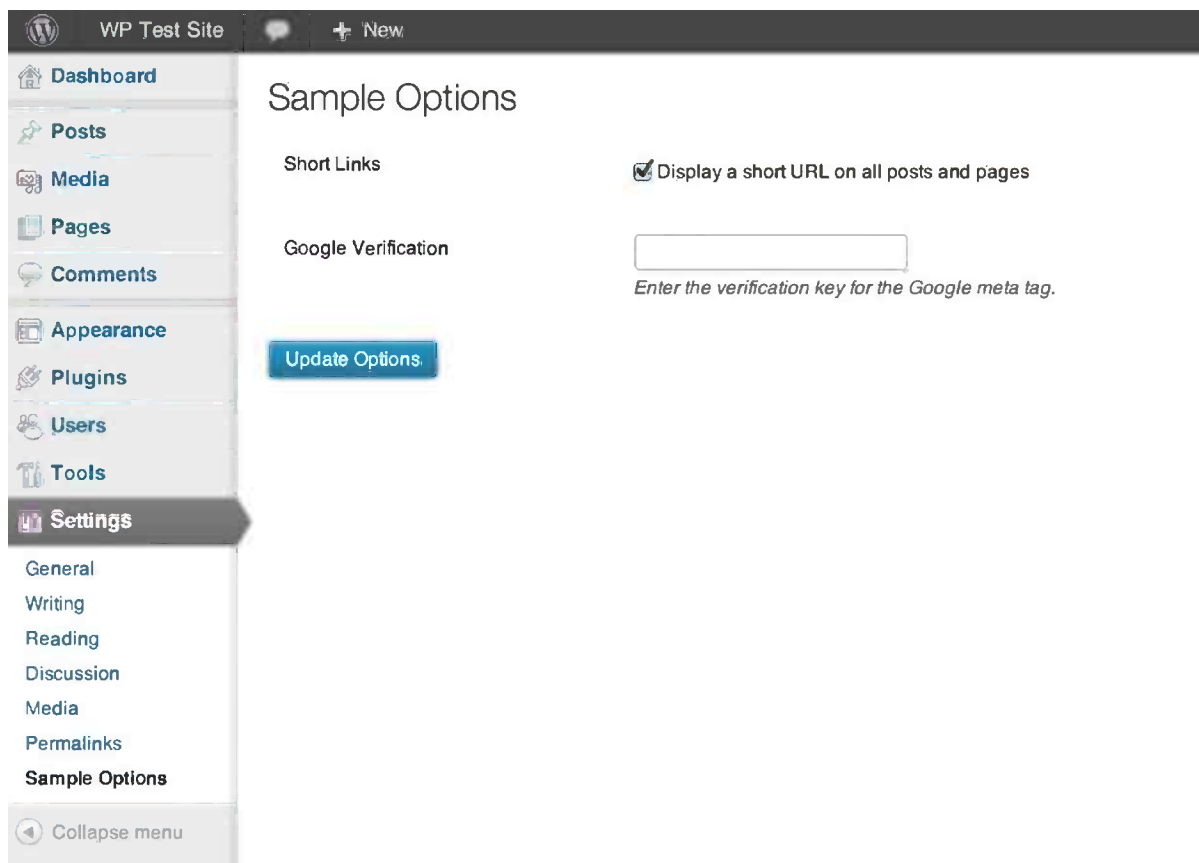 WP Test Site
New
Dashboard
Posts
Media
Pages
Comments
Appearance
Plugins
Users
Tools
Settings
General
Writing
Reading
Discussion
Media
Permalinks
Sample Options
Collapse menu
Sample Options
Short Links
Display a short URL on all posts and pages
Google Verification
Enter the verification key for the Google meta tag.
Update Options